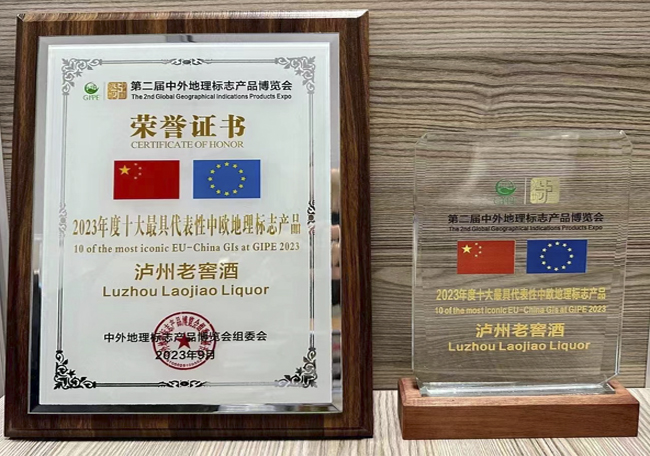 GIPE
第二届中外地理标志产品博览会
The 2nd Global Geographical Indications Products Expo
荣誉证书
CERTIFICATE OF HONOR
2023年度十大最具代表性中欧地理标志产品
10 of the most iconic EU-China GIs at GIPE 2023
泸州老窖酒
Luzhou Laojiao Liquor
中外地理标志产品博览会组委会
2023年9月
第二届中外地理标志产品博览会
The 2nd Global Geographical Indications Products Expo
2023年度十大最具代表性中欧地理标志产品
10 of the most iconic EU-China GIs at GIPE 2023
泸州老窖酒
Luzhou Laojiao Liquor